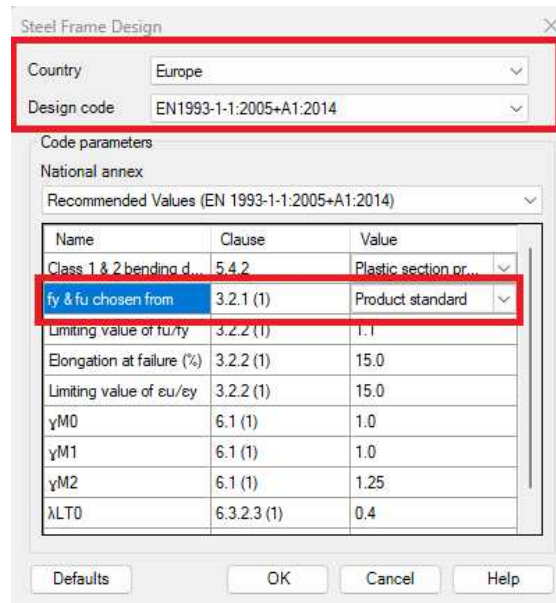 Steel Frame Design
Country Europe
Design code EN1993-1-1:2005+A1:2014
Code parameters
National annex
Recommended Values (EN 1993-1-1:2005+A1:2014)
Name Clause Value
Class 1 & 2 bending d... 5.4.2 Plastic section pr...
fy & fu chosen from 3.2.1 (1) Product standard
Limiting value of fu/fy 3.2.2 (1) 1.1
Elongation at failure (%) 3.2.2 (1) 15.0
Limiting value of εu/εy 3.2.2 (1) 15.0
γM0 6.1 (1) 1.0
γM1 6.1 (1) 1.0
γM2 6.1 (1) 1.25
λLT0 6.3.2.3 (1) 0.4
Defaults OK Cancel Help